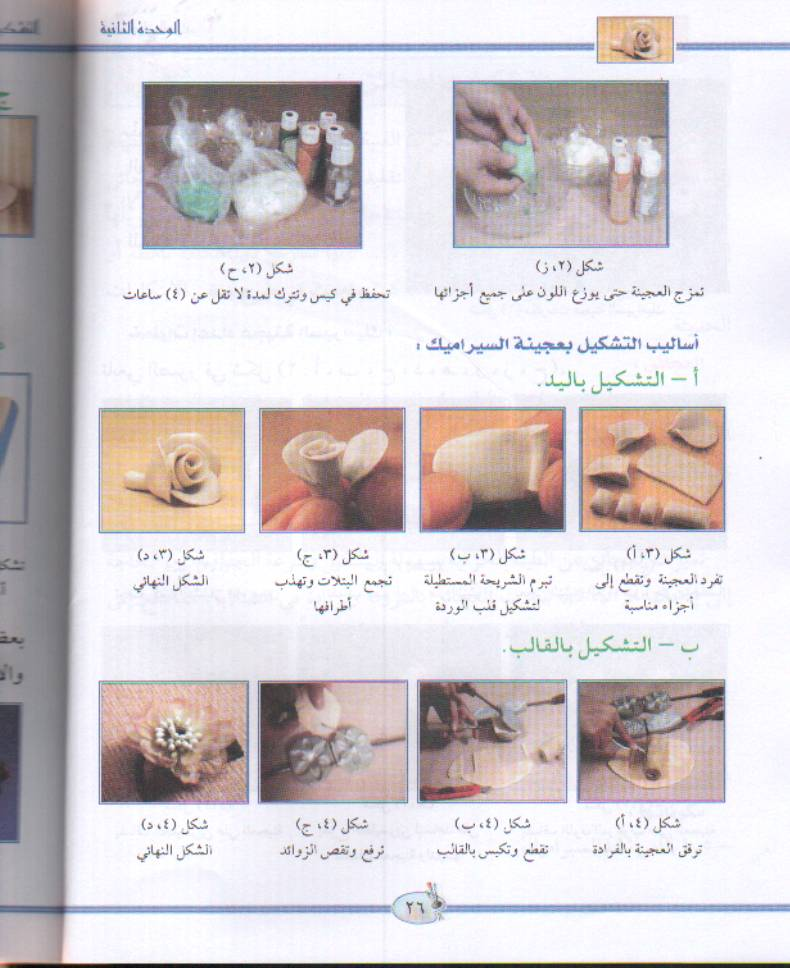 الوحدة الثانية
شكل (٢، ز)
تمزج العجينة حتى يوزع اللون على جميع أجزائها
شكل (٢، ح)
تحفظ في كيس وتترك لمدة لا تقل عن (٤) ساعات
أساليب التشكيل بعجينة السيراميك :
أ – التشكيل باليد.
شكل (٣، أ)
تفرد العجينة وتقطع إلى
أجزاء مناسبة
شكل (٣، ب)
تبرم الشريحة المستطيلة
لتشكيل قلب الوردة
شكل (٣، ج)
تجمع البتلات وتهذب
أطرافها
شكل (٣، د)
الشكل النهائي
ب – التشكيل بالقالب.
شكل (٤، أ)
ترقق العجينة بالفرادة
شكل (٤، ب)
تقطع وتكبس بالقالب
شكل (٤، ج)
ترفع وتقص الزوائد
شكل (٤، د)
الشكل النهائي
٢٦